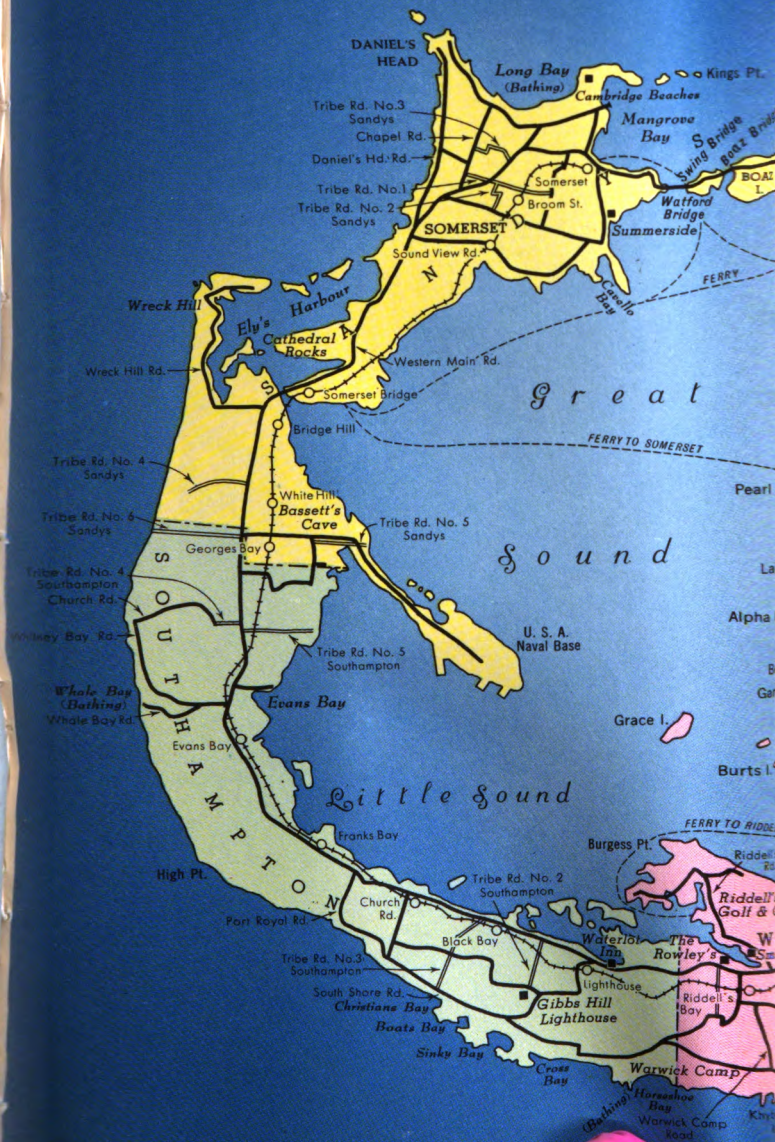 DANIEL'S
HEAD
Long Bay
(Bathing)
Kings Pt.
Cambridge Beaches
Tribe Rd. No.3
Sandys
Mangrove
Bay
Chapel Rd.
S
Swing Bridge
Boaz Brid
Daniel's Hd. Rd.
BOAZ
I.
Tribe Rd. No.1
Somerset
Y
Tribe Rd. No. 2
Sandys
Broom St.
Watford
Bridge
SOMERSET
D
Summerside
Sound View Rd.
N
FERRY
Cavello
Bay
Wreck Hill
Ely's Harbour
A
Cathedral
Rocks
Western Main Rd.
Wreck Hill Rd.
S
Somerset Bridge
Great
Bridge Hill
FERRY TO SOMERSET
Tribe Rd. No. 4
Sandys
Pearl
White Hill
Bassett's
Cave
Tribe Rd. No. 6
Sandys
Tribe Rd. No. 5
Sandys
Georges Bay
Sound
Tribe Rd. No. 4
Southampton
La
Church Rd.
Alpha
U. S. A.
Naval Base
Bay Rd.
Tribe Rd. No. 5
Southampton
Whale Bay
(Bathing)
Evans Bay
Whale Bay Rd.
Grace I.
Evans Bay
SOUTHAMPTON
Burts I.
Little Sound
FERRY TO RIDDE
Franks Bay
Burgess Pt.
Riddell
High Pt.
Tribe Rd. No. 2
Southampton
Riddell's
Golf & 
Church
Rd.
Port Royal Rd.
Black Bay
Waterlot
Inn
The
Rowley's
W
Sm
Tribe Rd. No.3
Southampton
Lighthouse
South Shore Rd.
Christians Bay
Gibbs Hill
Lighthouse
Riddell's
Bay
Boats Bay
Sinky Bay
Cross
Bay
Warwick Camp
(Bathing)
Horseshoe
Bay
Warwick Camp
Road
Khy